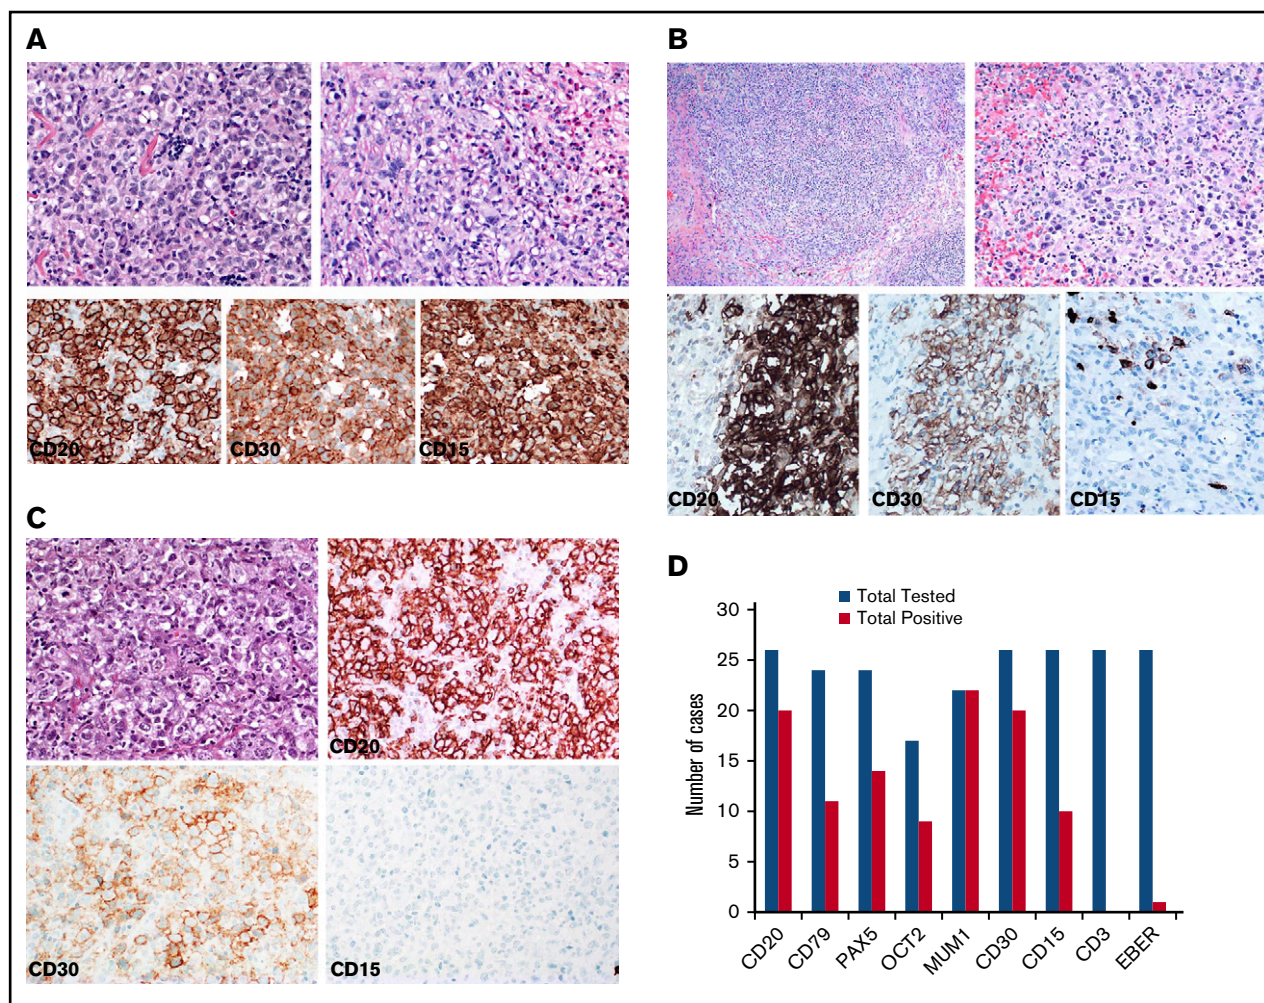 A
CD20
CD30
CD15
B
CD20
CD30
CD15
C
CD20
CD30
CD15
D
Total Tested
Total Positive
Number of cases
30
25
20
15
10
5
0
CD20
CD79
PAX5
OCT2
MUM1
CD30
CD15
CD3
EBER